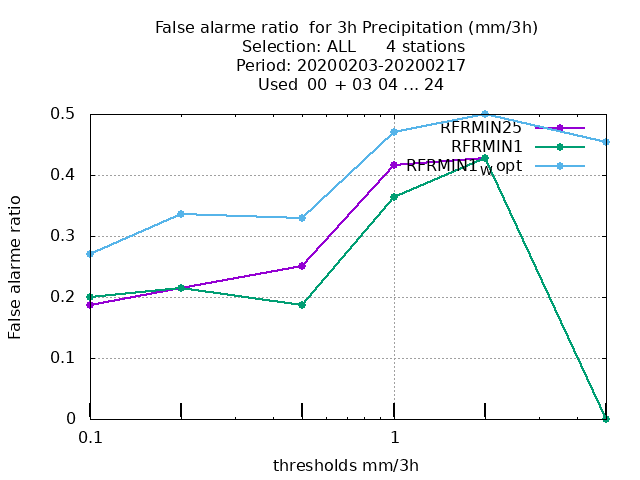 False alarme ratio  for 3h Precipitation (mm/3h)
Selection: ALL      4 stations
Period: 20200203-20200217
Used  00  + 03 04 ... 24
RFRMIN25
RFRMIN1
RFRMIN1wopt
0.5
0.4
0.3
0.2
0.1
0
False alarme ratio
0.1
1
thresholds mm/3h